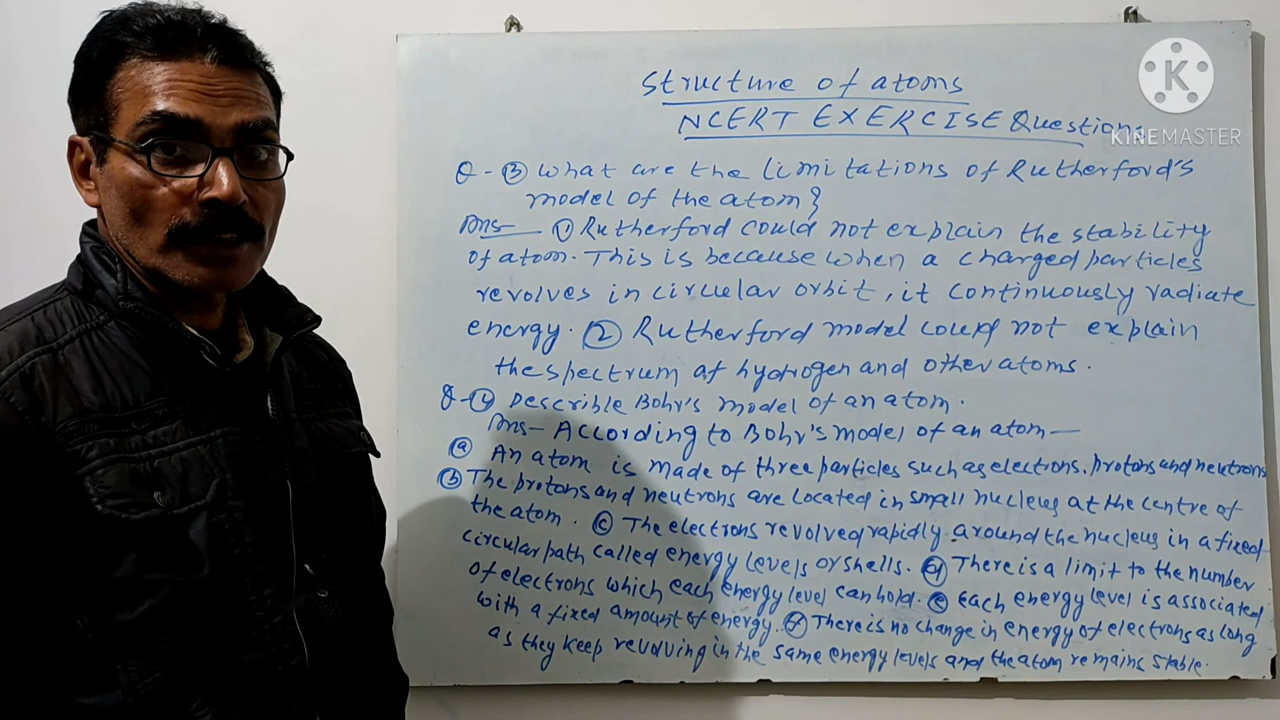 Structure of atoms
NCERT EXERCISE Questions
K
KINEMASTER
Q-③ What are the limitations of Rutherford's
model of the atom?
Ans- ① Rutherford could not explain the stability
of atom. This is because when a charged particles
revolves in circular orbit, it continuously radiate
energy. ② Rutherford model could not explain
the spectrum of hydrogen and other atoms.
Q-④ Describle Bohr's model of an atom.
Ans- According to Bohr's model of an atom-
ⓐ An atom is made of three particles such as electrons, protons and neutrons
ⓑ The protons and neutrons are located in small nucleus at the centre of
the atom. ⓒ The electrons revolved rapidly around the nucleus in a fixed
circular path called energy levels or shells. ⓓ There is a limit to the number
of electrons which each energy level can hold. ⓔ Each energy level is associated
with a fixed amount of energy. ⓕ There is no change in energy of electrons as long
as they keep revolving in the same energy levels and the atom remains stable.